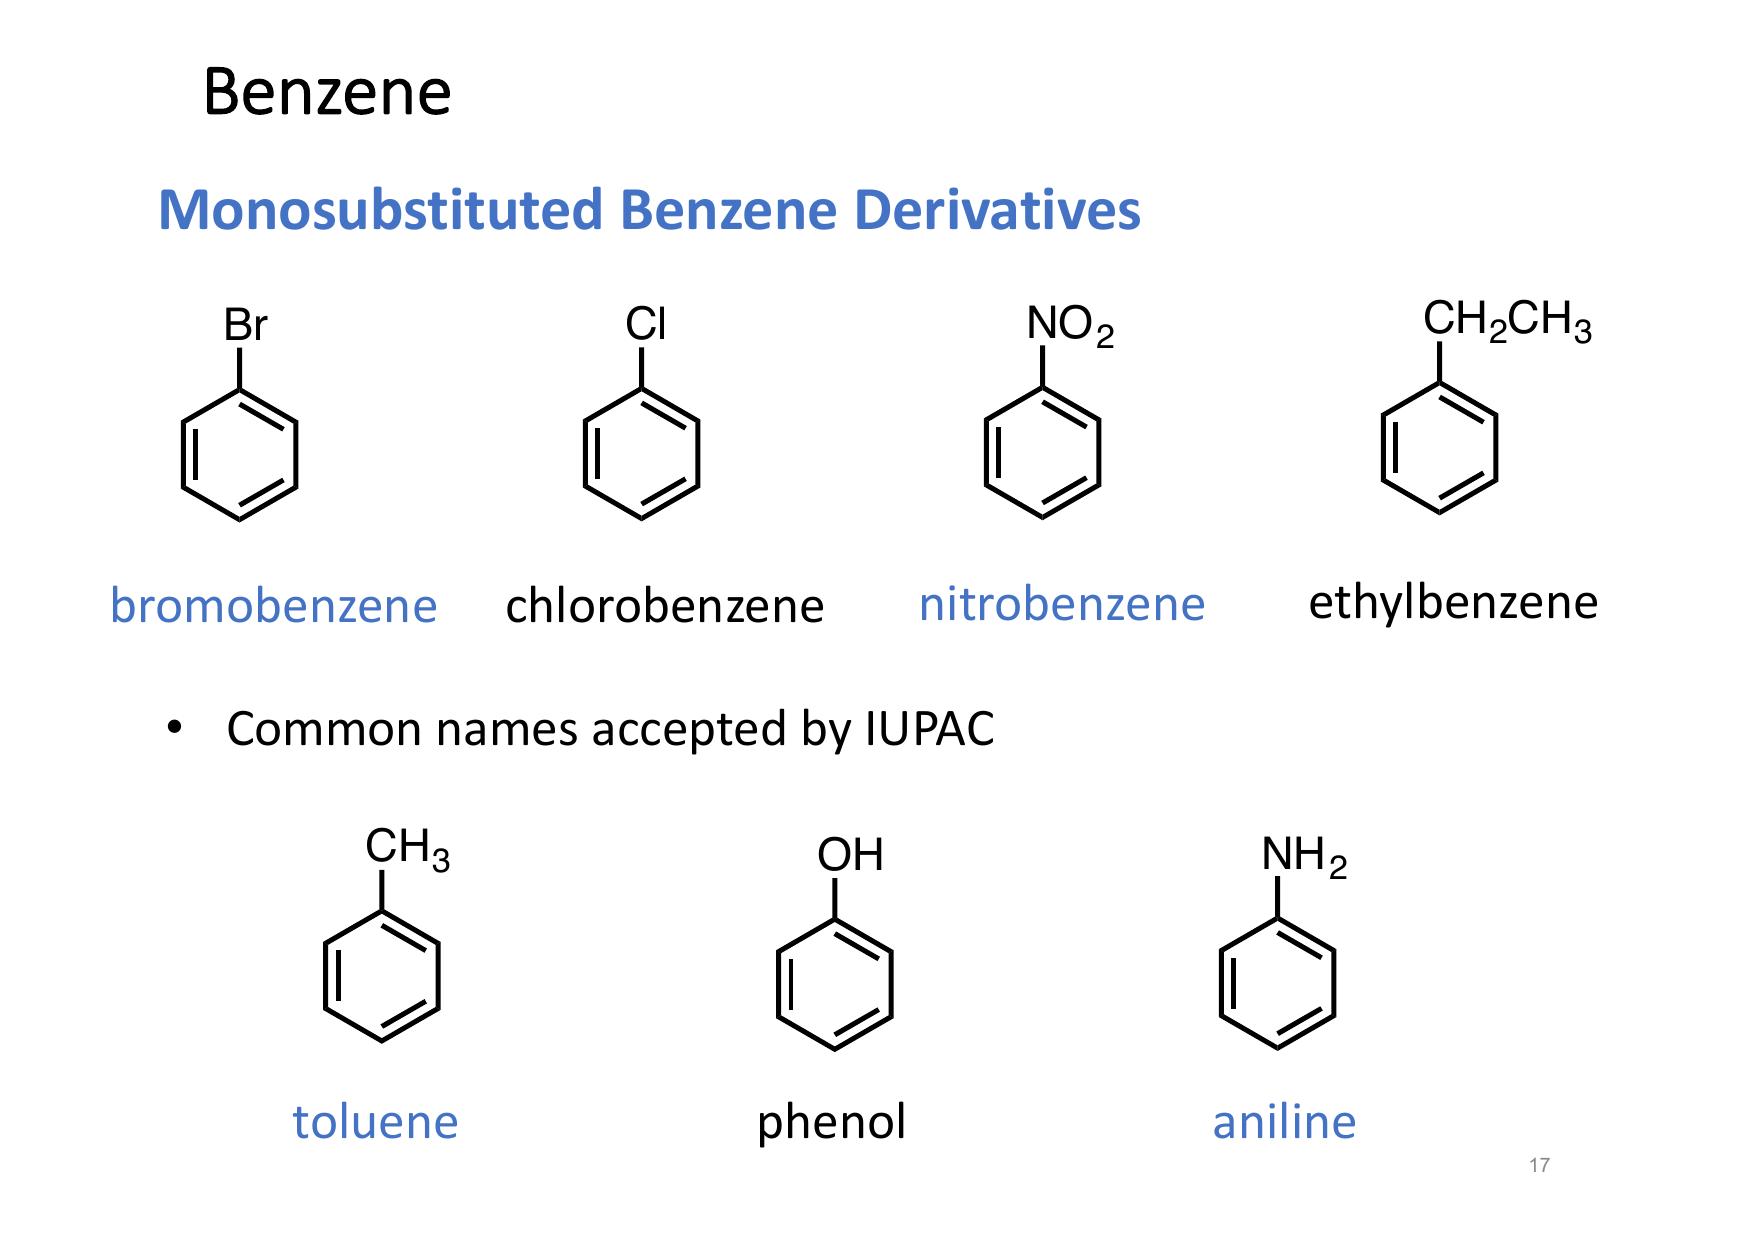 Benzene
Monosubstituted Benzene Derivatives
Br Cl NO2 CH2CH3
bromobenzene chlorobenzene nitrobenzene ethylbenzene
• Common names accepted by IUPAC
CH3 OH NH2
toluene phenol aniline
17